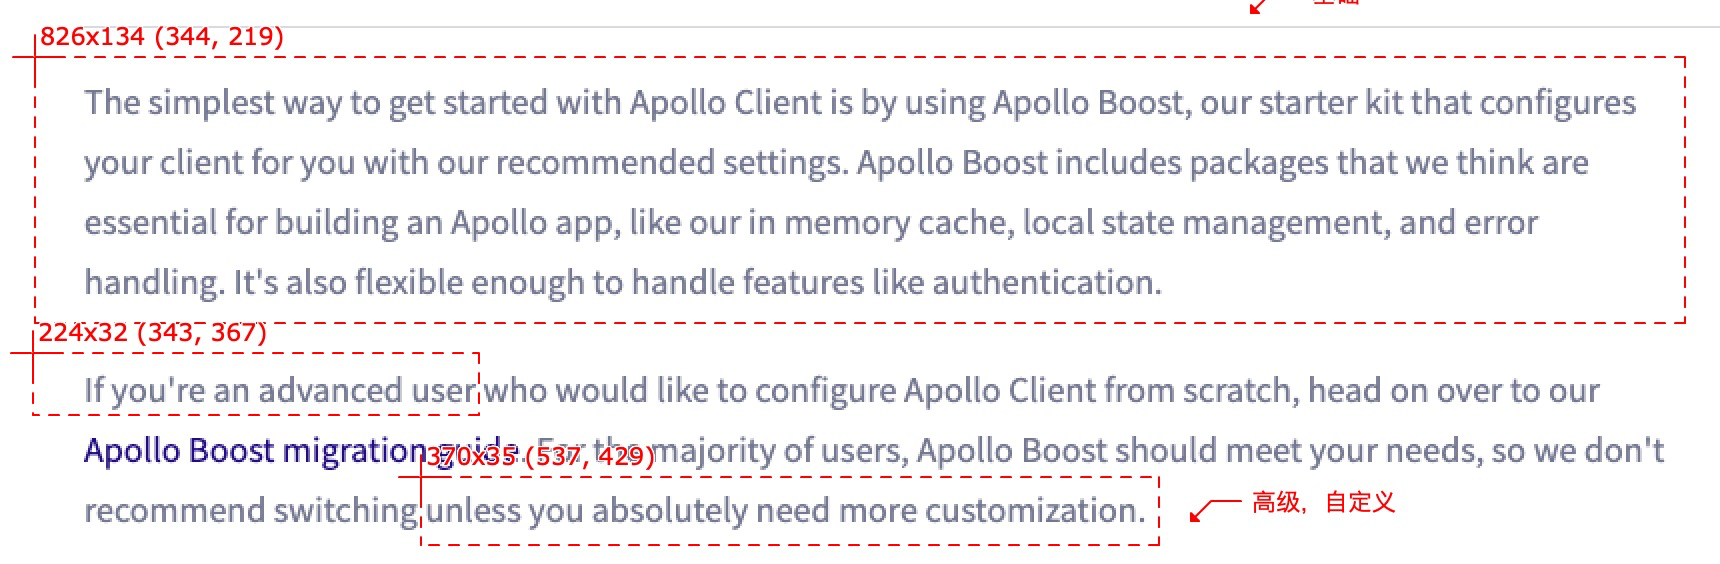 基础
826x134 (344, 219)
The simplest way to get started with Apollo Client is by using Apollo Boost, our starter kit that configures
your client for you with our recommended settings. Apollo Boost includes packages that we think are
essential for building an Apollo app, like our in memory cache, local state management, and error
handling. It's also flexible enough to handle features like authentication.
224x32 (343, 367)
If you're an advanced user who would like to configure Apollo Client from scratch, head on over to our
Apollo Boost migration guide. For the majority of users, Apollo Boost should meet your needs, so we don't
370x35 (537, 429)
recommend switching unless you absolutely need more customization.
高级，自定义